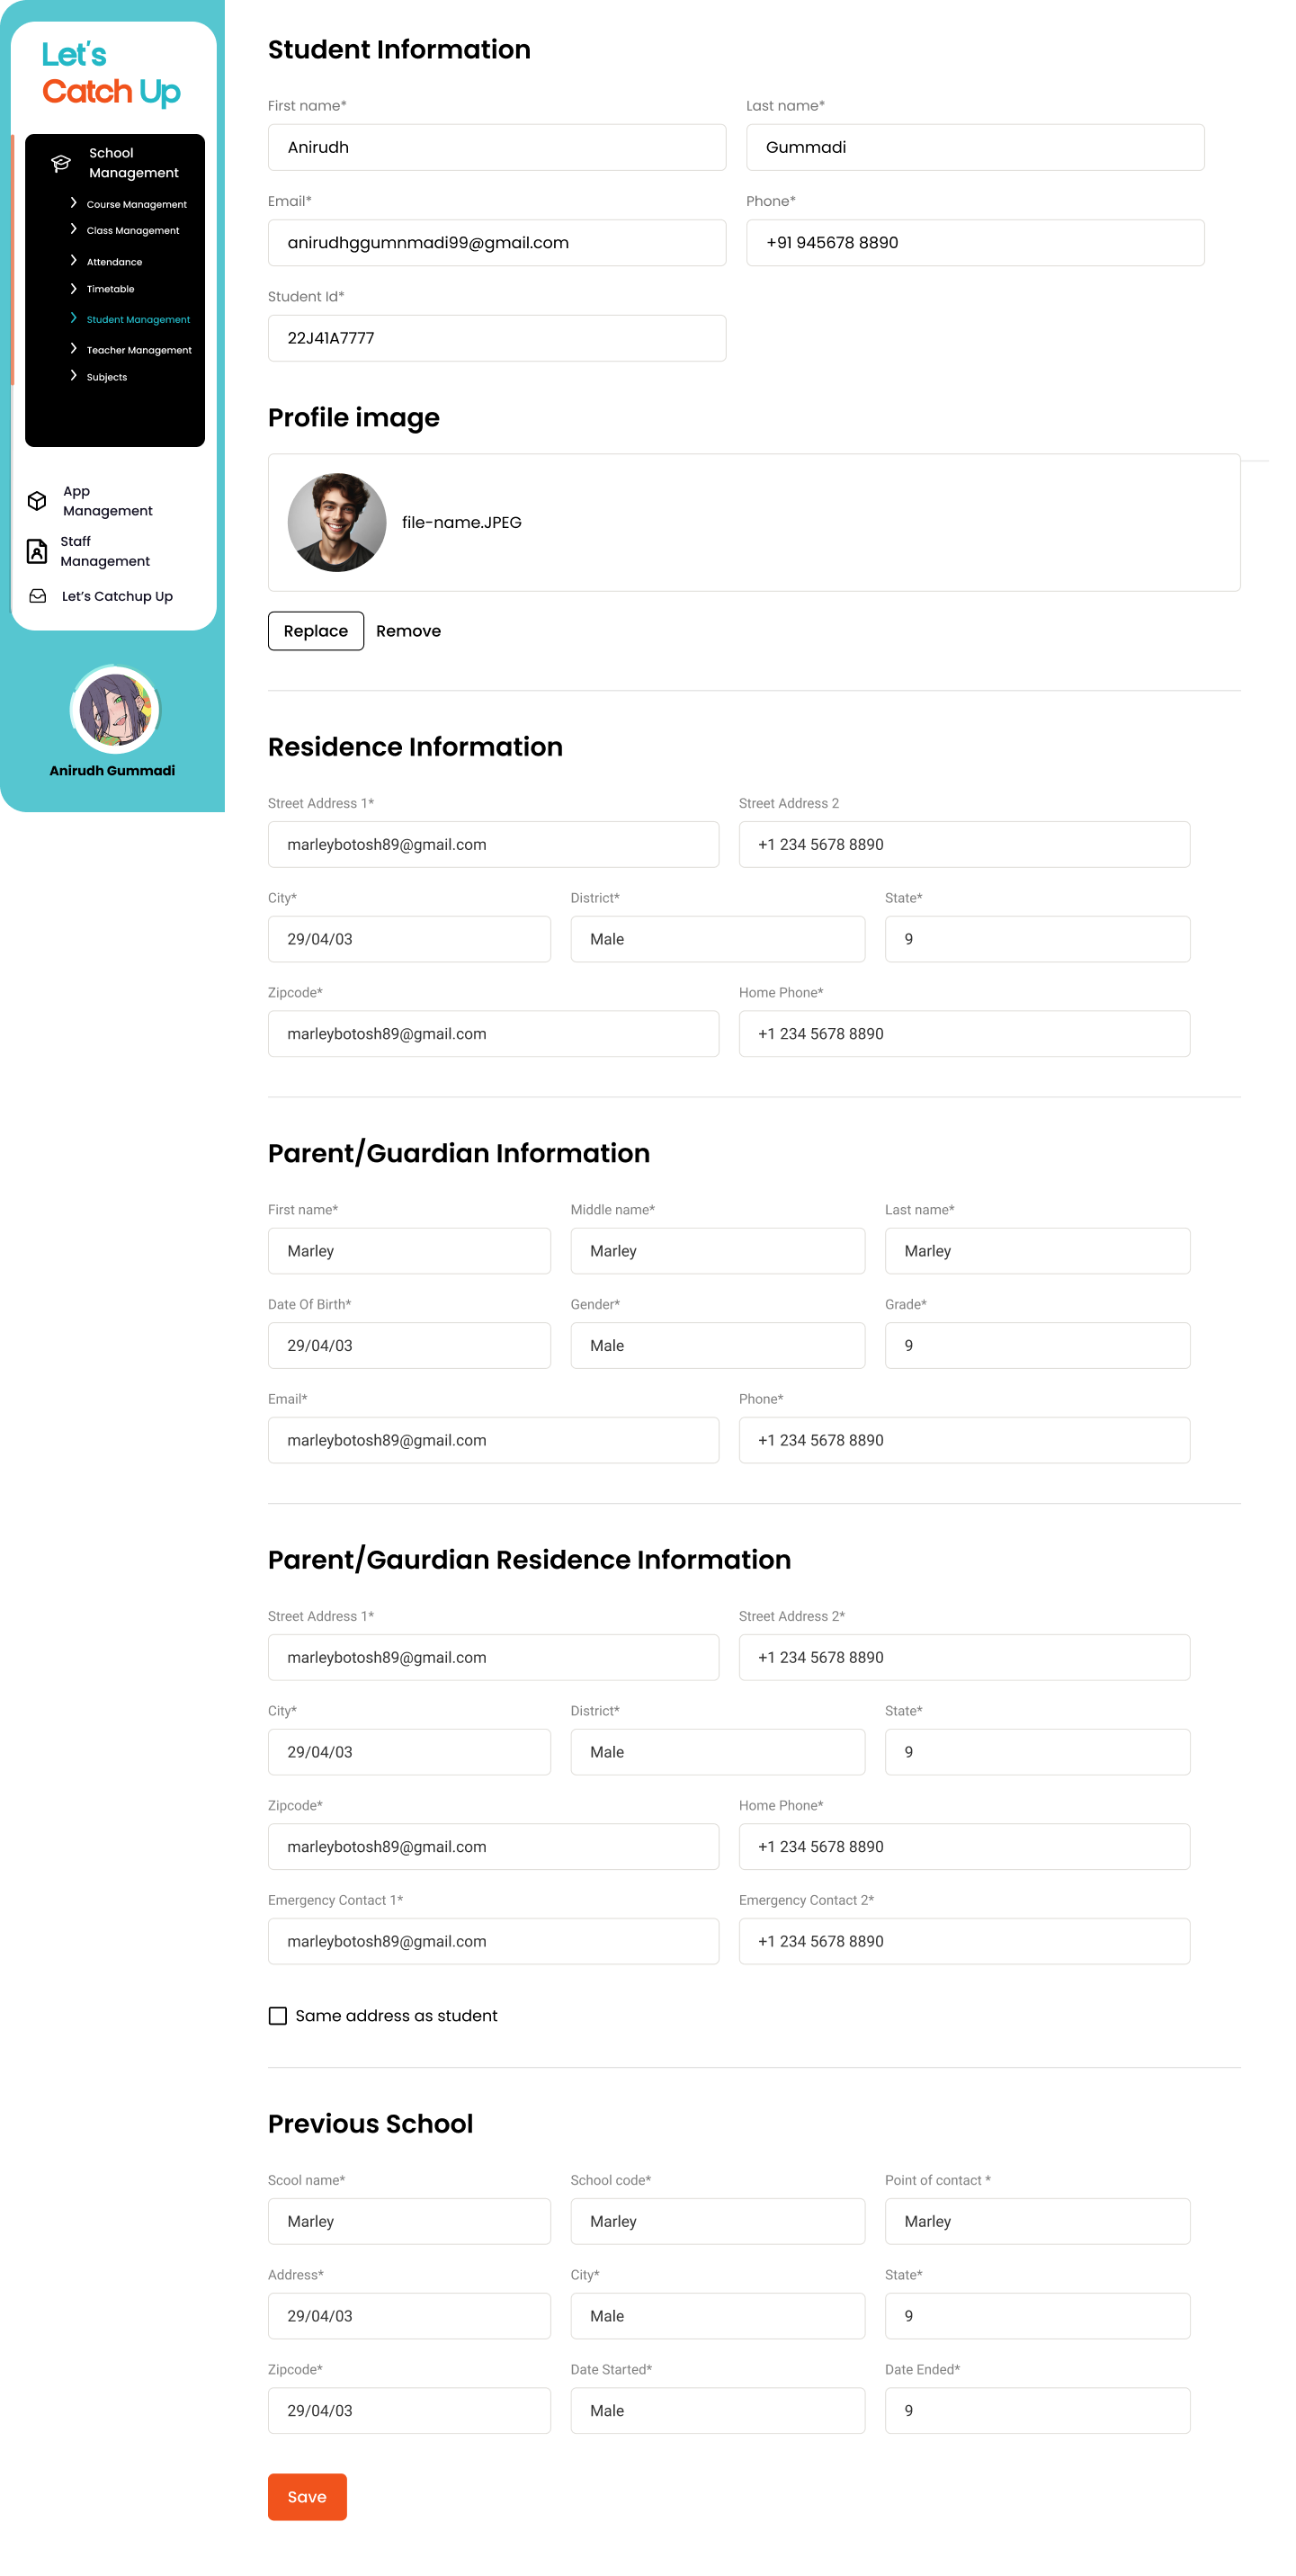 Let's
Catch Up
School
Management
Course Management
Class Management
Attendance
Timetable
Student Management
Teacher Management
Subjects
App
Management
Staff
Management
Let's Catchup Up
Anirudh Gummadi
Student Information
First name* Last name*
Anirudh Gummadi
Email* Phone*
anirudhggumnmadi99@gmail.com +91 945678 8890
Student Id*
22J41A7777
Profile image
file-name.JPEG
Replace Remove
Residence Information
Street Address 1* Street Address 2
marleybotosh89@gmail.com +1 234 5678 8890
City* District* State*
29/04/03 Male 9
Zipcode* Home Phone*
marleybotosh89@gmail.com +1 234 5678 8890
Parent/Guardian Information
First name* Middle name* Last name*
Marley Marley Marley
Date Of Birth* Gender* Grade*
29/04/03 Male 9
Email* Phone*
marleybotosh89@gmail.com +1 234 5678 8890
Parent/Gaurdian Residence Information
Street Address 1* Street Address 2*
marleybotosh89@gmail.com +1 234 5678 8890
City* District* State*
29/04/03 Male 9
Zipcode* Home Phone*
marleybotosh89@gmail.com +1 234 5678 8890
Emergency Contact 1* Emergency Contact 2*
marleybotosh89@gmail.com +1 234 5678 8890
Same address as student
Previous School
Scool name* School code* Point of contact *
Marley Marley Marley
Address* City* State*
29/04/03 Male 9
Zipcode* Date Started* Date Ended*
29/04/03 Male 9
Save